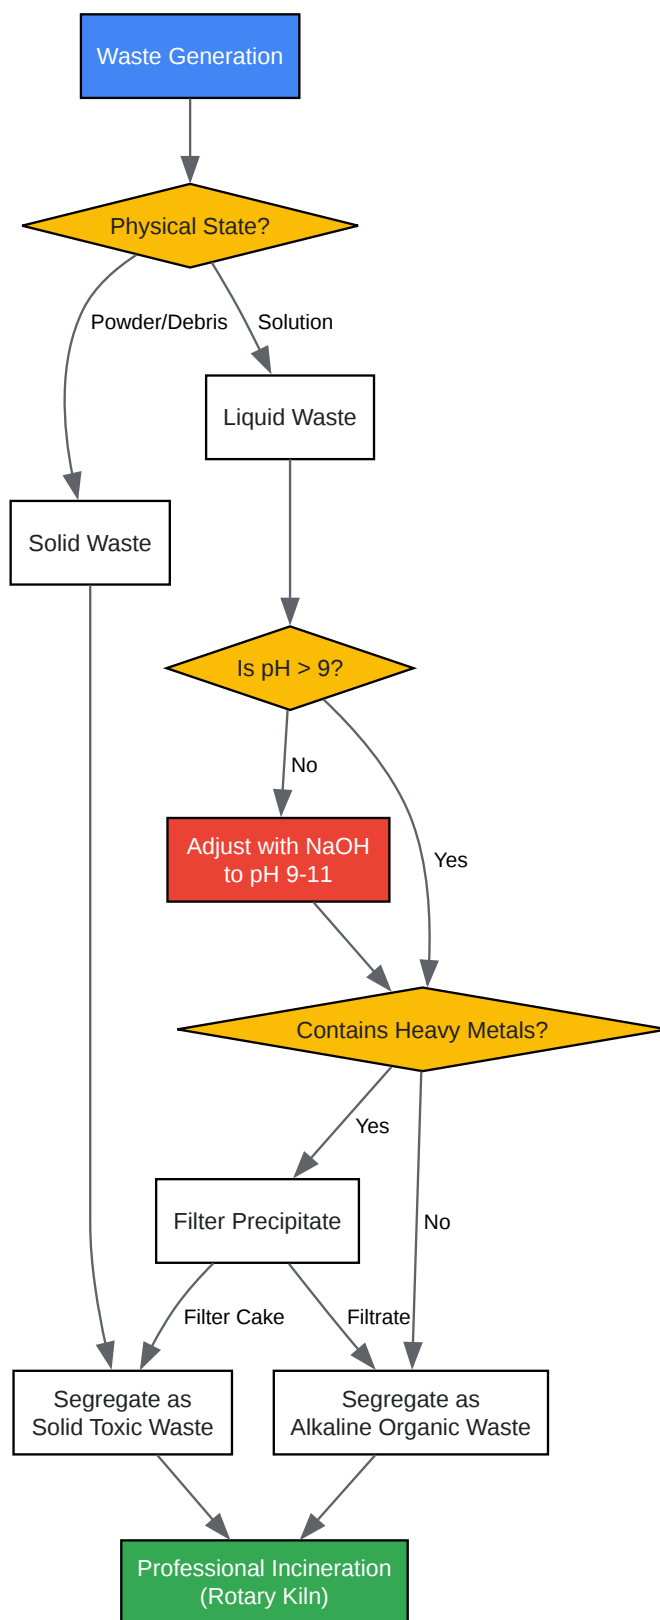 Waste Generation
Physical State?
Powder/Debris
Solution
Liquid Waste
Solid Waste
Is pH > 9?
No
Adjust with NaOH
to pH 9-11
Yes
Contains Heavy Metals?
Yes
Filter Precipitate
No
Filter Cake
Filtrate
Segregate as
Solid Toxic Waste
Segregate as
Alkaline Organic Waste
Professional Incineration
(Rotary Kiln)